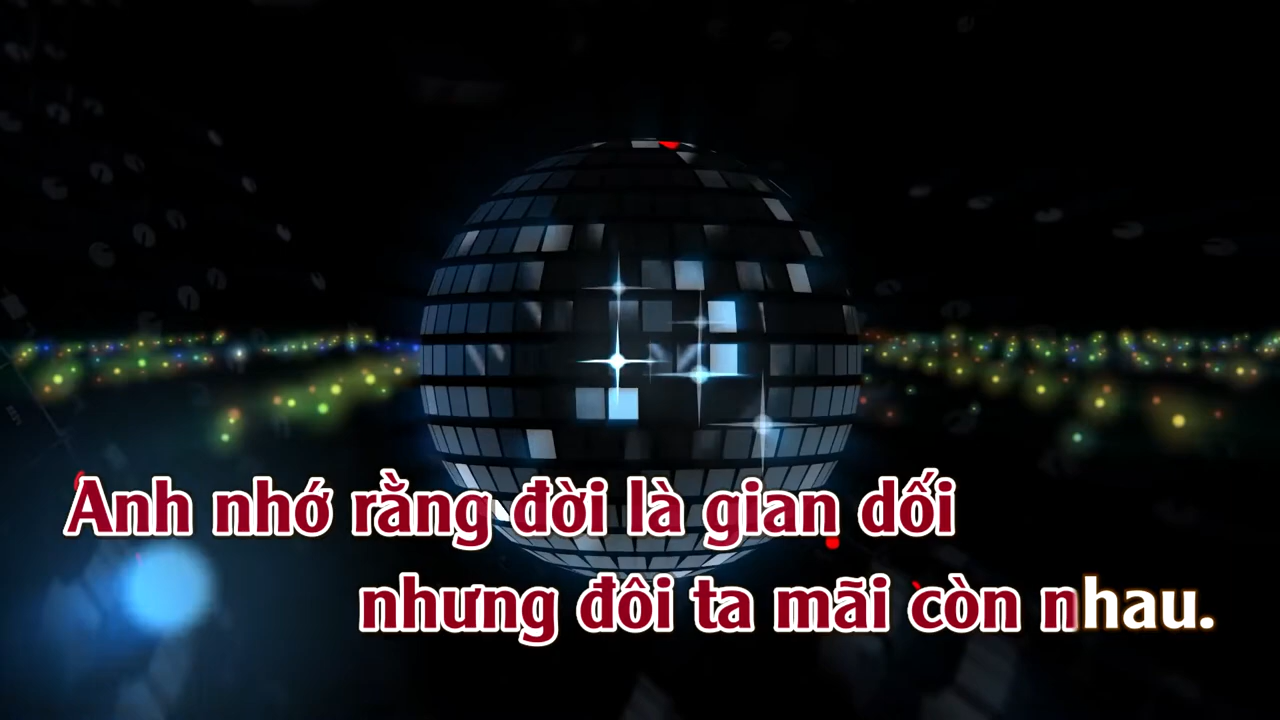 Anh nhớ rằng đời là gian dối
nhưng đôi ta mãi còn nhau.